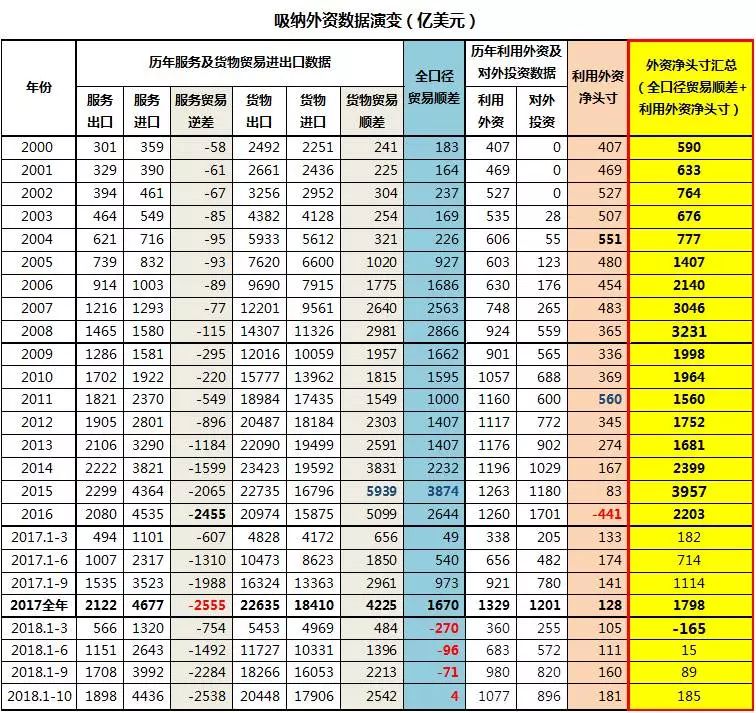 吸纳外资数据演变（亿美元）
年份 历年服务及货物贸易进出口数据 全口径贸易顺差 历年利用外资及对外投资数据 利用外资净头寸 外资净头寸汇总（全口径贸易顺差+利用外资净头寸）
服务出口 服务进口 服务贸易逆差 货物出口 货物进口 货物贸易顺差 利用外资 对外投资
2000 301 359 -58 2492 2251 241 183 407 0 407 590
2001 329 390 -61 2661 2436 225 164 469 0 469 633
2002 394 461 -67 3256 2952 304 237 527 0 527 764
2003 464 549 -85 4382 4128 254 169 535 28 507 676
2004 621 716 -95 5933 5612 321 226 606 55 551 777
2005 739 832 -93 7620 6600 1020 927 603 123 480 1407
2006 914 1003 -89 9690 7915 1775 1686 630 176 454 2140
2007 1216 1293 -77 12201 9561 2640 2563 748 265 483 3046
2008 1465 1580 -115 14307 11326 2981 2866 924 559 365 3231
2009 1286 1581 -295 12016 10059 1957 1662 901 565 336 1998
2010 1702 1922 -220 15777 13962 1815 1595 1057 688 369 1964
2011 1821 2370 -549 18984 17435 1549 1000 1160 600 560 1560
2012 1905 2801 -896 20487 18184 2303 1407 1117 772 345 1752
2013 2106 3290 -1184 22090 19499 2591 1407 1176 902 274 1681
2014 2222 3821 -1599 23423 19592 3831 2232 1196 1029 167 2399
2015 2299 4364 -2065 22735 16796 5939 3874 1263 1180 83 3957
2016 2080 4535 -2455 20974 15875 5099 2644 1260 1701 -441 2203
2017.1-3 494 1101 -607 4828 4172 656 49 338 205 133 182
2017.1-6 1007 2317 -1310 10473 8623 1850 540 656 482 174 714
2017.1-9 1535 3523 -1988 16324 13363 2961 973 921 780 141 1114
2017全年 2122 4677 -2555 22635 18410 4225 1670 1329 1201 128 1798
2018.1-3 566 1320 -754 5453 4969 484 -270 360 255 105 -165
2018.1-6 1151 2643 -1492 11727 10331 1396 -96 683 572 111 15
2018.1-9 1708 3992 -2284 18266 16053 2213 -71 980 820 160 89
2018.1-10 1898 4436 -2538 20448 17906 2542 4 1077 896 181 185